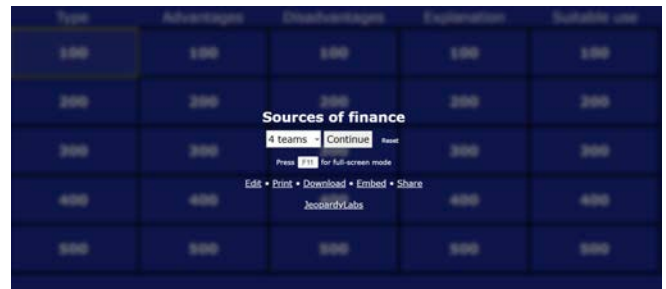 Type Advantages Disadvantages Explanation Suitable use
100 100 100 100 100
200 200 200 200 200
Sources of finance
4 teams Continue Reset
300 300 300 300
Press F11 for full-screen mode
Edit • Print • Download • Embed • Share
400 400 400 400 400
JeopardyLabs
500 500 500 500 500